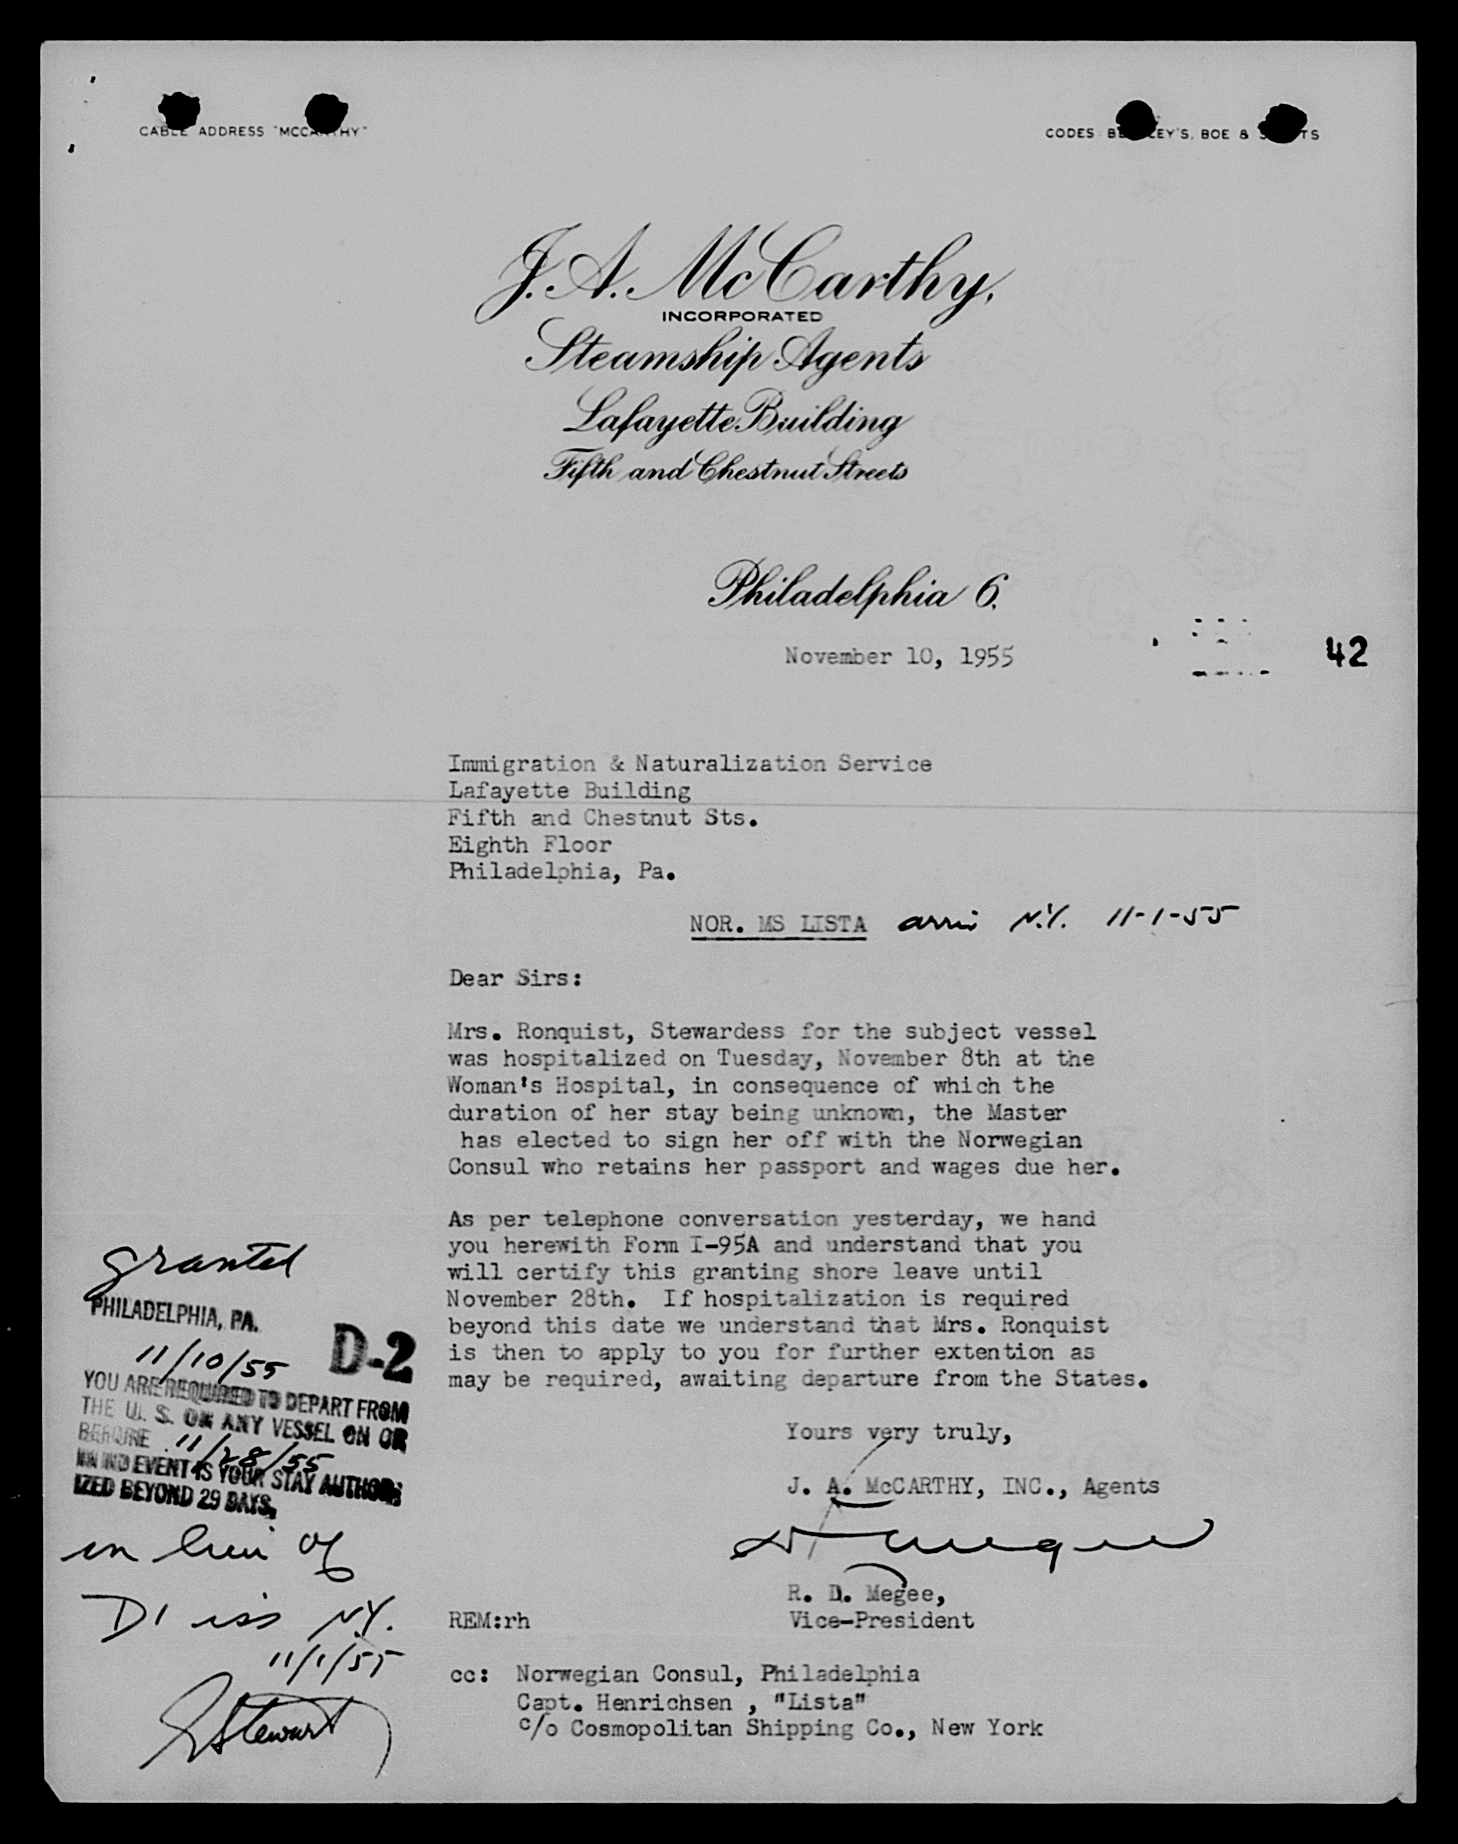 CABLE ADDRESS "MCCARTHY"
CODES: BENTLEY'S, BOE & SCOTTS
J. A. McCarthy,
INCORPORATED
Steamship Agents
Lafayette Building
Fifth and Chestnut Streets
Philadelphia 6,
November 10, 1955
42
Immigration & Naturalization Service
Lafayette Building
Fifth and Chestnut Sts.
Eighth Floor
Philadelphia, Pa.
NOR. MS LISTA arriv N.Y. 11-1-55
Dear Sirs:
Mrs. Ronquist, Stewardess for the subject vessel
was hospitalized on Tuesday, November 8th at the
Woman's Hospital, in consequence of which the
duration of her stay being unknown, the Master
has elected to sign her off with the Norwegian
Consul who retains her passport and wages due her.
As per telephone conversation yesterday, we hand
you herewith Form I-95A and understand that you
will certify this granting shore leave until
November 28th. If hospitalization is required
beyond this date we understand that Mrs. Ronquist
is then to apply to you for further extention as
may be required, awaiting departure from the States.
Yours very truly,
J. A. McCARTHY, INC., Agents
R. D. Megee,
Vice-President
REM:rh
cc: Norwegian Consul, Philadelphia
Capt. Henrichsen , "Lista"
c/o Cosmopolitan Shipping Co., New York
granted
PHILADELPHIA, PA.
11/10/55 D-2
YOU ARE REQUIRED TO DEPART FROM
THE U. S. ON ANY VESSEL ON OR
BEFORE 11/28/55
IN NO EVENT IS YOUR STAY AUTHOR-
IZED BEYOND 29 DAYS.
in lieu of
D1 iss N.Y.
11/1/55
Stewart